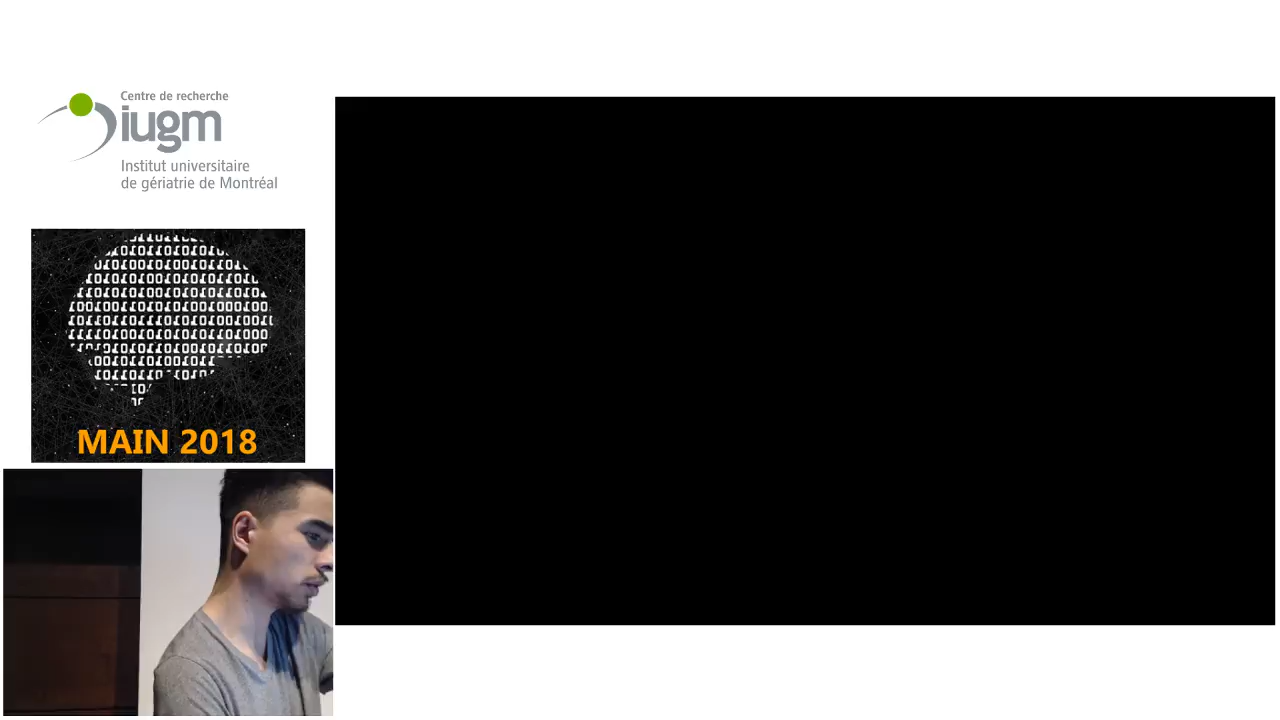 Centre de recherche
iugm
Institut universitaire
de gériatrie de Montréal
MAIN 2018